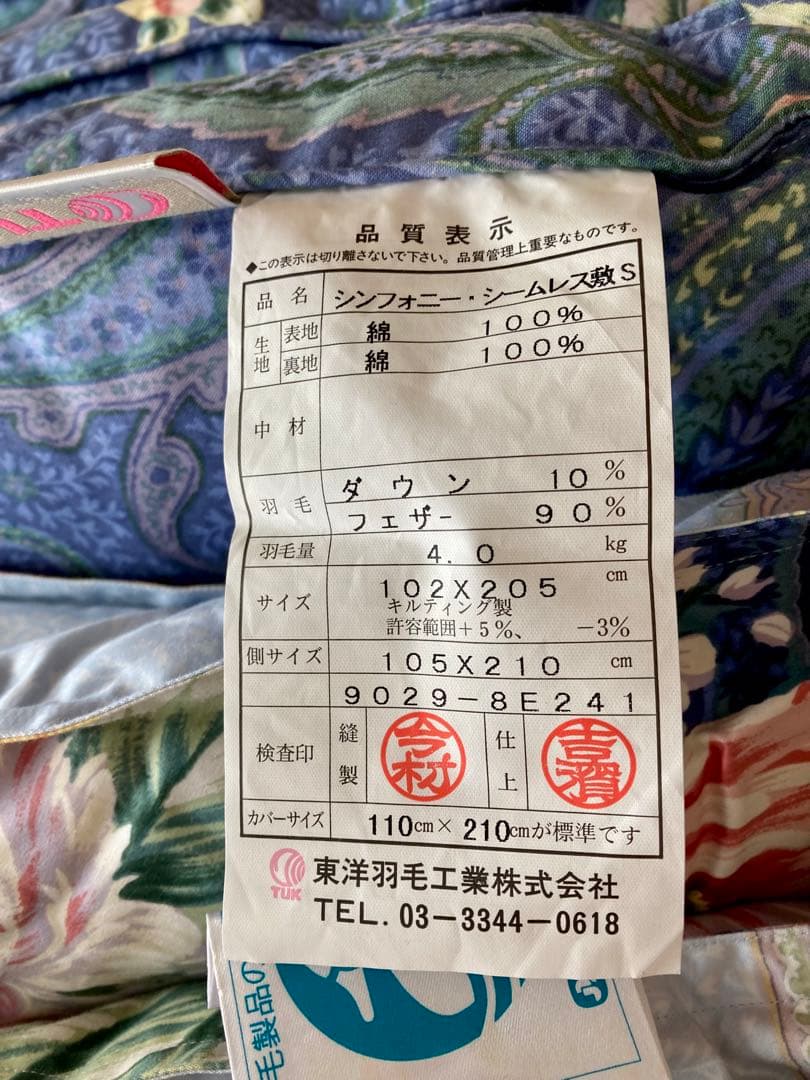 品質表示
◆この表示は切り離さないで下さい。品質管理上重要なものです。
品名 シンフォニー・シームレス敷S
生地 表地 綿 100%
裏地 綿 100%
中材
羽毛 ダウン 10%
フェザー 90%
羽毛量 4.0 kg
サイズ 102X205 cm
キルティング製
許容範囲+5%、 -3%
側サイズ 105X210 cm
9029-8E241
検査印 縫製 今村 仕上
カバーサイズ 110cm×210cmが標準です
TUK 東洋羽毛工業株式会社
TEL. 03-3344-0618
毛製品の